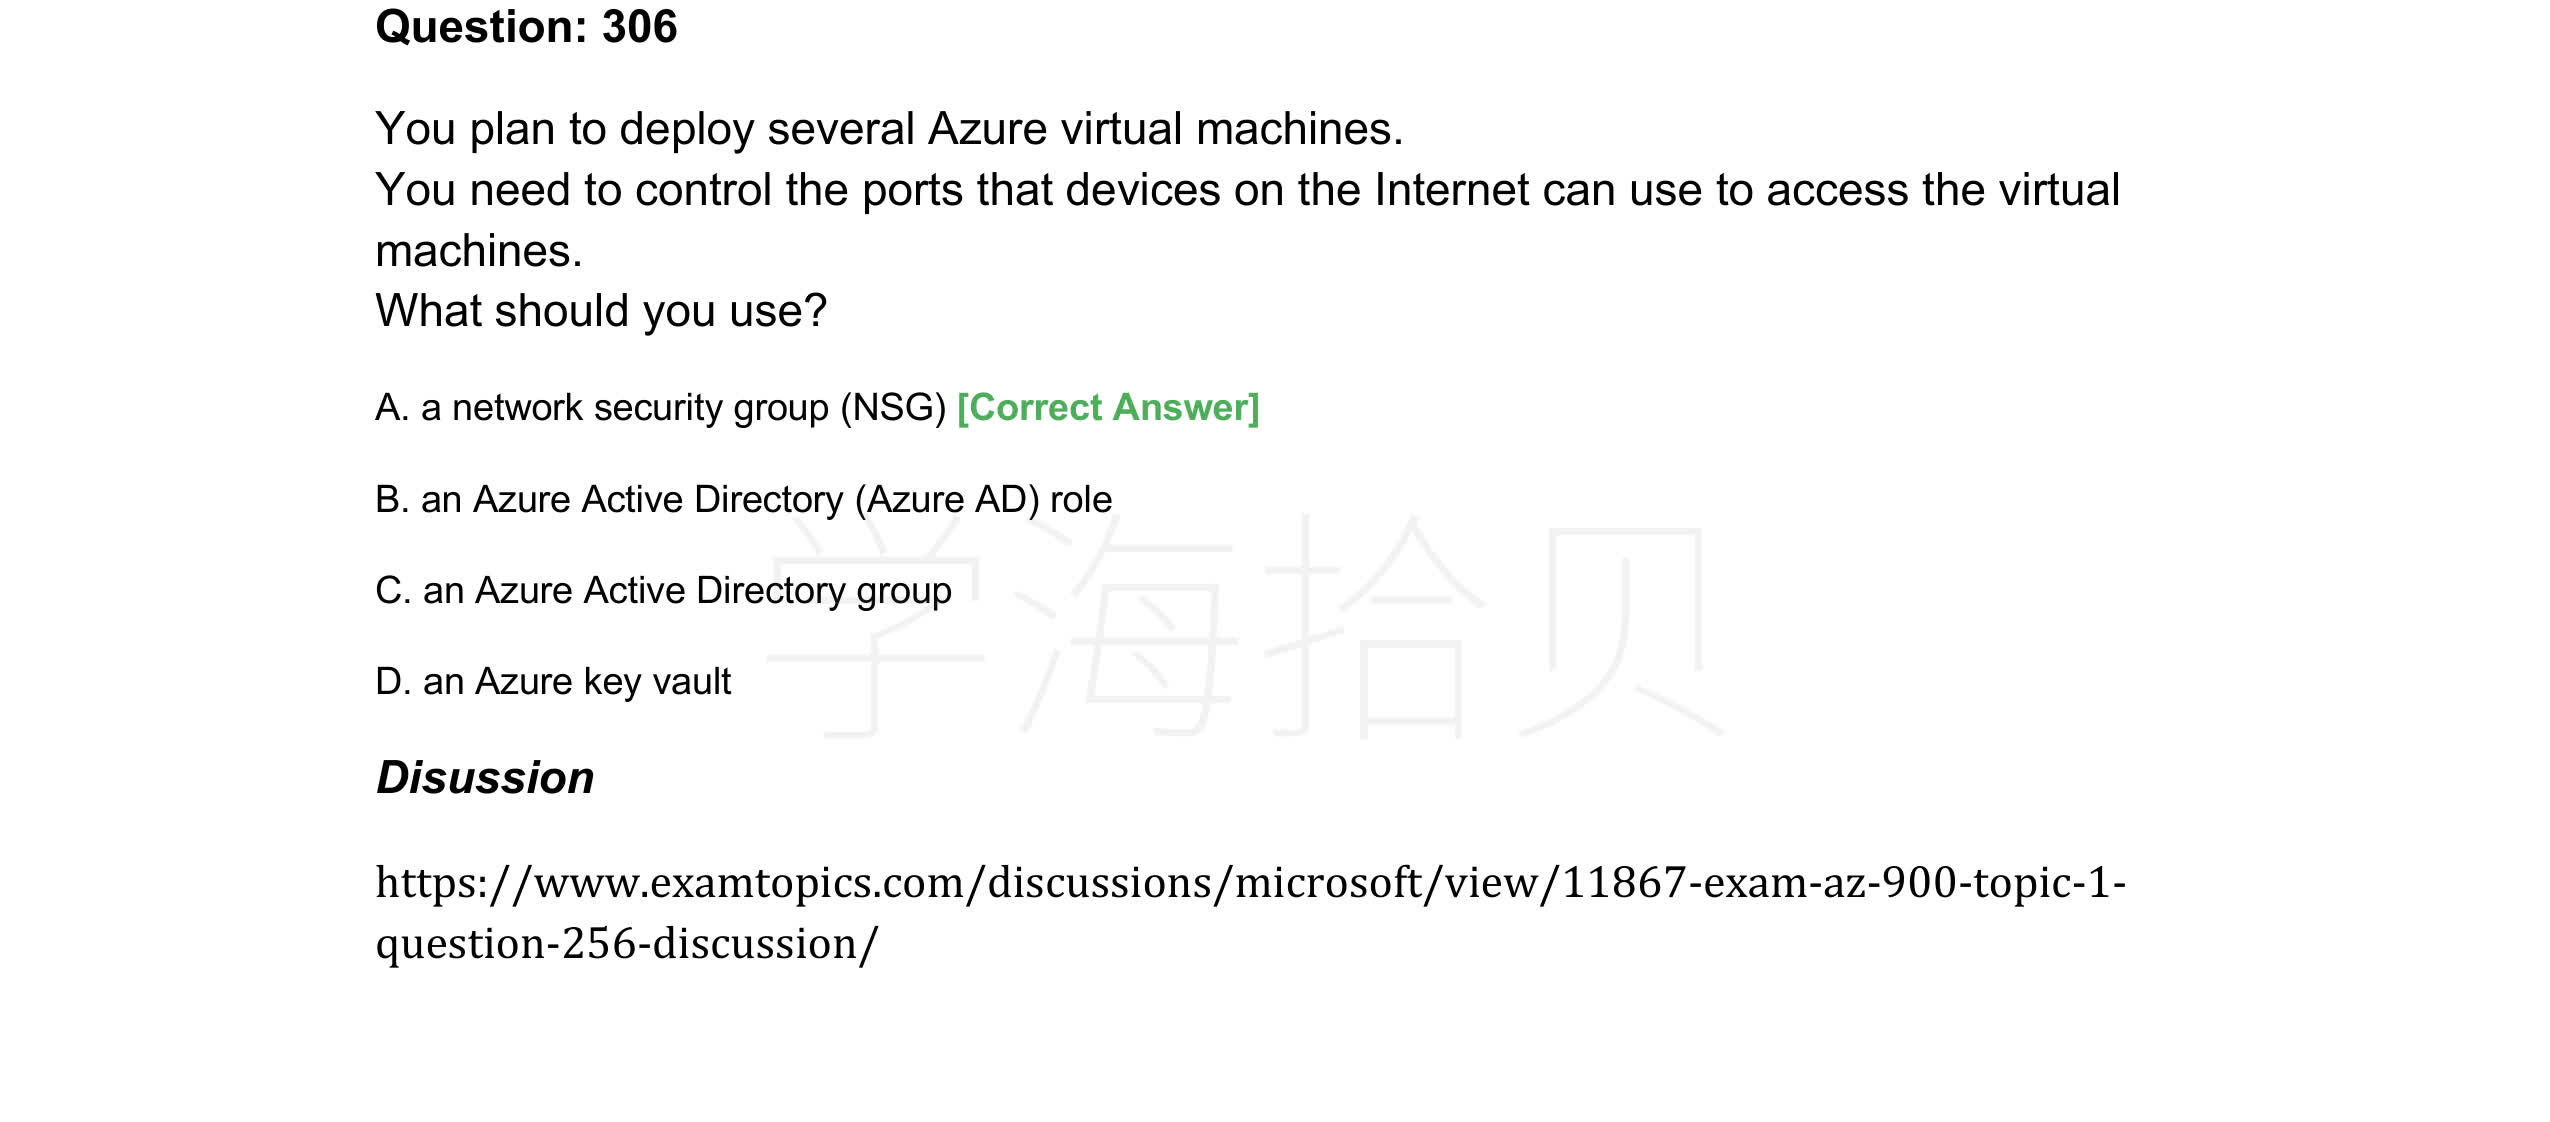 Question: 306
You plan to deploy several Azure virtual machines.
You need to control the ports that devices on the Internet can use to access the virtual
machines.
What should you use?
A. a network security group (NSG) [Correct Answer]
B. an Azure Active Directory (Azure AD) role
C. an Azure Active Directory group
D. an Azure key vault
学海拾贝
Disussion
https://www.examtopics.com/discussions/microsoft/view/11867-exam-az-900-topic-1-
question-256-discussion/